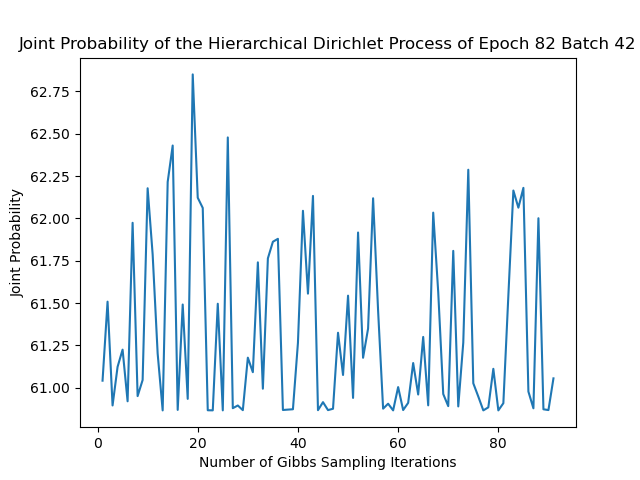 Joint Probability of the Hierarchical Dirichlet Process of Epoch 82 Batch 42
62.75
62.50
62.25
62.00
61.75
61.50
61.25
61.00
Joint Probability
0 20 40 60 80
Number of Gibbs Sampling Iterations